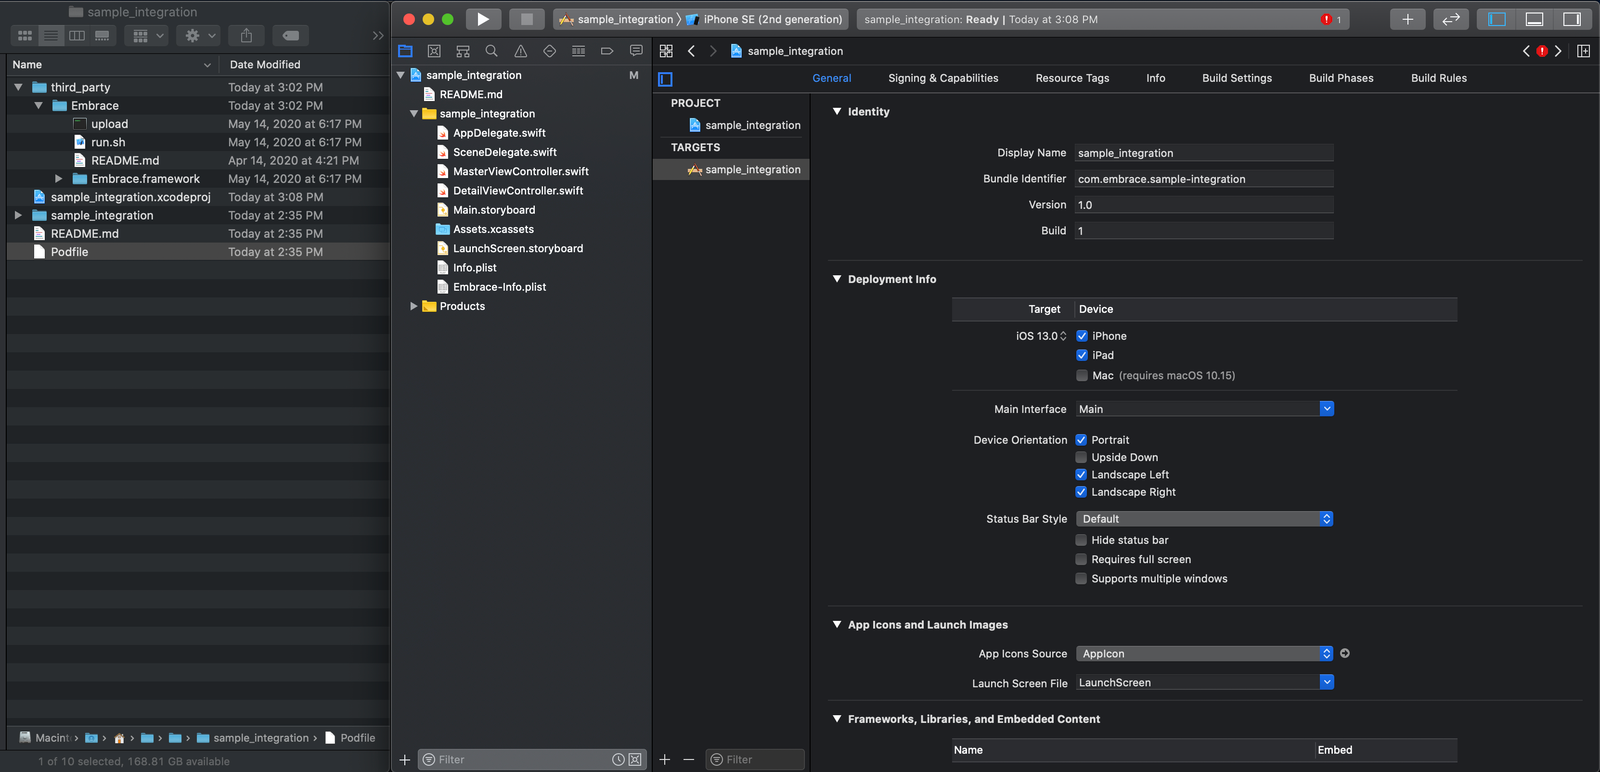 sample_integration
Name
Date Modified
third_party Today at 3:02 PM
Embrace Today at 3:02 PM
upload May 14, 2020 at 6:17 PM
run.sh May 14, 2020 at 6:17 PM
README.md Apr 14, 2020 at 4:21 PM
Embrace.framework May 14, 2020 at 6:17 PM
sample_integration.xcodeproj Today at 3:08 PM
sample_integration Today at 2:35 PM
README.md Today at 2:35 PM
Podfile Today at 2:35 PM
Macint › › › › › sample_integration › Podfile
1 of 10 selected, 168.81 GB available
sample_integration › iPhone SE (2nd generation)
sample_integration: Ready | Today at 3:08 PM
1
sample_integration M
README.md
sample_integration
AppDelegate.swift
SceneDelegate.swift
MasterViewController.swift
DetailViewController.swift
Main.storyboard
Assets.xcassets
LaunchScreen.storyboard
Info.plist
Embrace-Info.plist
Products
Filter
sample_integration
General Signing & Capabilities Resource Tags Info Build Settings Build Phases Build Rules
PROJECT
sample_integration
TARGETS
sample_integration
Filter
Identity
Display Name sample_integration
Bundle Identifier com.embrace.sample-integration
Version 1.0
Build 1
Deployment Info
Target Device
iOS 13.0 iPhone
iPad
Mac (requires macOS 10.15)
Main Interface Main
Device Orientation Portrait
Upside Down
Landscape Left
Landscape Right
Status Bar Style Default
Hide status bar
Requires full screen
Supports multiple windows
App Icons and Launch Images
App Icons Source AppIcon
Launch Screen File LaunchScreen
Frameworks, Libraries, and Embedded Content
Name Embed